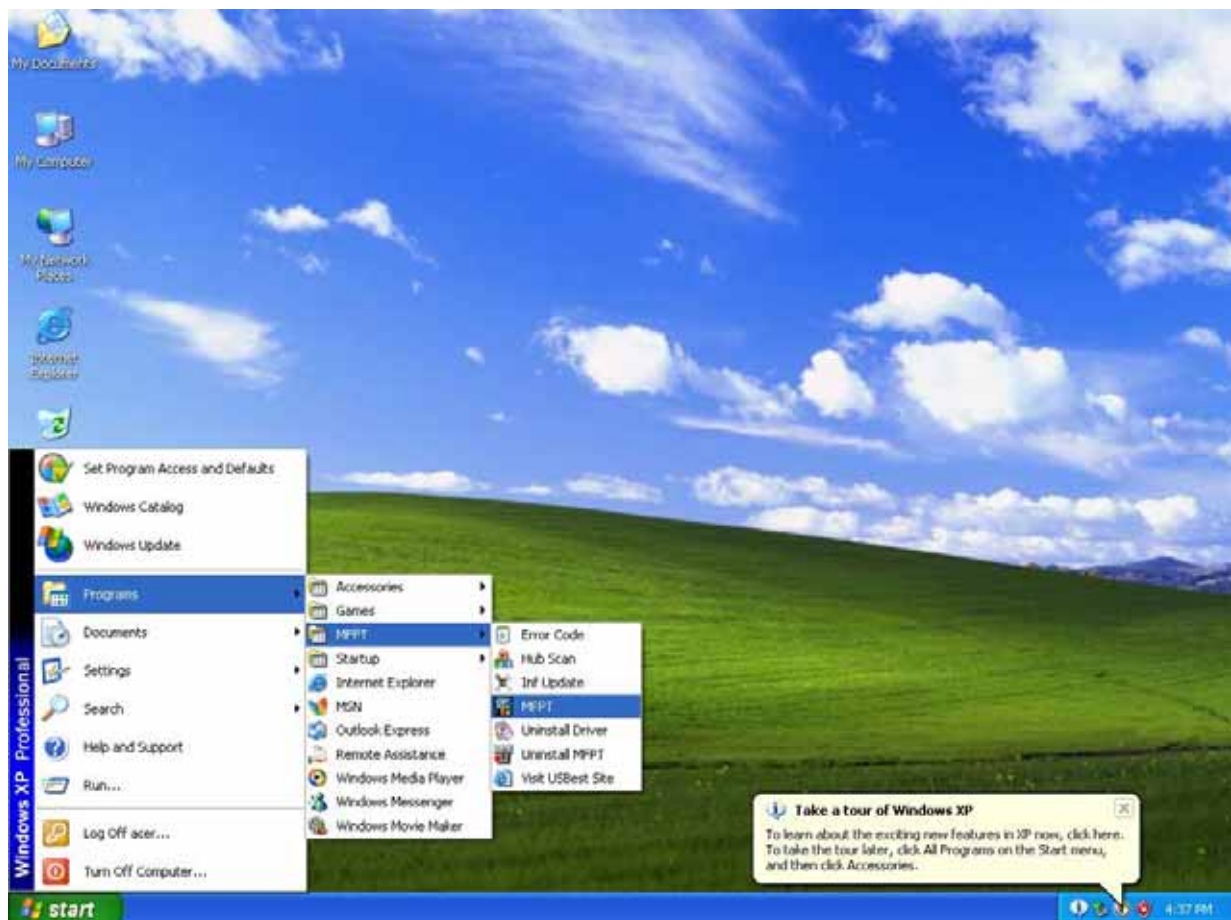 My Documents
My Computer
My Network
Places
Internet
Explorer
Set Program Access and Defaults
Windows Catalog
Windows Update
Programs
Documents
Settings
Search
Help and Support
Run...
Log Off acer...
Turn Off Computer...
Windows XP Professional
Accessories
Games
MFPT
Startup
Internet Explorer
MSN
Outlook Express
Remote Assistance
Windows Media Player
Windows Messenger
Windows Movie Maker
Error Code
Hub Scan
Inf Update
MFPT
Uninstall Driver
Uninstall MFPT
Visit USBest Site
Take a tour of Windows XP
To learn about the exciting new features in XP now, click here.
To take the tour later, click All Programs on the Start menu,
and then click Accessories.
start
4:37 PM